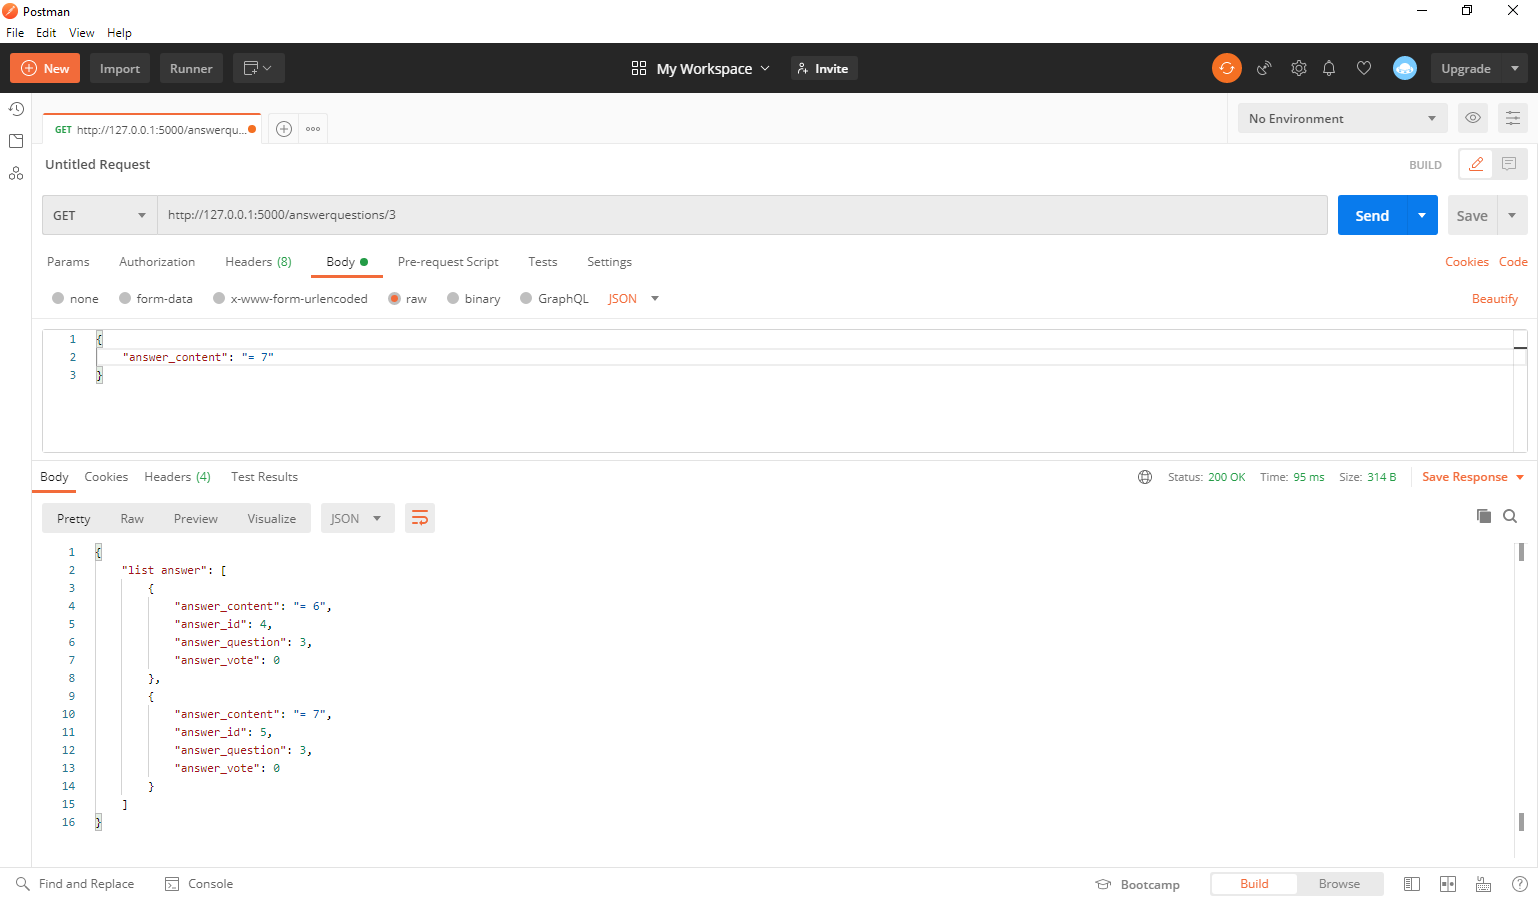 Postman
File Edit View Help
New Import Runner My Workspace Invite Upgrade
GET http://127.0.0.1:5000/answerqu... No Environment
Untitled Request BUILD
GET http://127.0.0.1:5000/answerquestions/3 Send Save
Params Authorization Headers (8) Body Pre-request Script Tests Settings Cookies Code
none form-data x-www-form-urlencoded raw binary GraphQL JSON Beautify
1 {
2 "answer_content": "= 7"
3 }
Body Cookies Headers (4) Test Results Status: 200 OK Time: 95 ms Size: 314 B Save Response
Pretty Raw Preview Visualize JSON
1 {
2 "list answer": [
3 {
4 "answer_content": "= 6",
5 "answer_id": 4,
6 "answer_question": 3,
7 "answer_vote": 0
8 },
9 {
10 "answer_content": "= 7",
11 "answer_id": 5,
12 "answer_question": 3,
13 "answer_vote": 0
14 }
15 ]
16 }
Find and Replace Console Bootcamp Build Browse